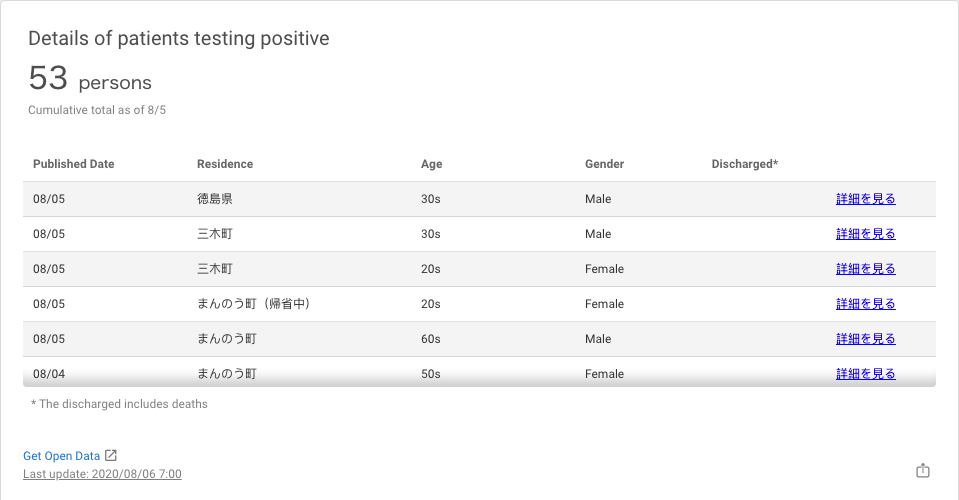 Details of patients testing positive
53 persons
Cumulative total as of 8/5
Published Date Residence Age Gender Discharged*
08/05 徳島県 30s Male 詳細を見る
08/05 三木町 30s Male 詳細を見る
08/05 三木町 20s Female 詳細を見る
08/05 まんのう町（帰省中） 20s Female 詳細を見る
08/05 まんのう町 60s Male 詳細を見る
08/04 まんのう町 50s Female 詳細を見る
* The discharged includes deaths
Get Open Data
Last update: 2020/08/06 7:00